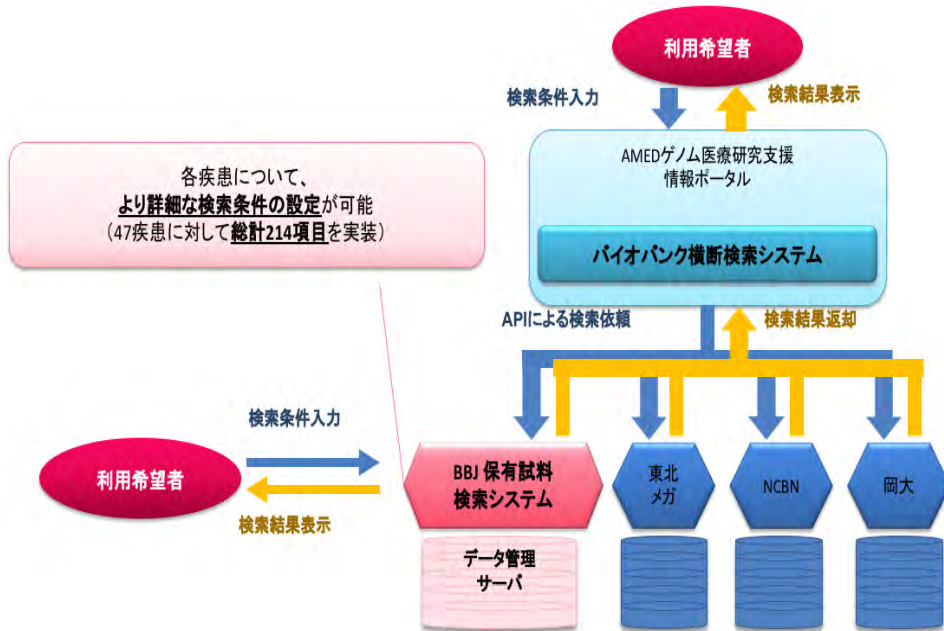 利用希望者
検索条件入力
検索結果表示
AMEDゲノム医療研究支援
情報ポータル
バイオバンク横断検索システム
各疾患について、
より詳細な検索条件の設定が可能
（47疾患に対して総計214項目を実装）
APIによる検索依頼
検索結果返却
検索条件入力
利用希望者
検索結果表示
BBJ 保有試料
検索システム
東北
メガ
NCBN
岡大
データ管理
サーバ